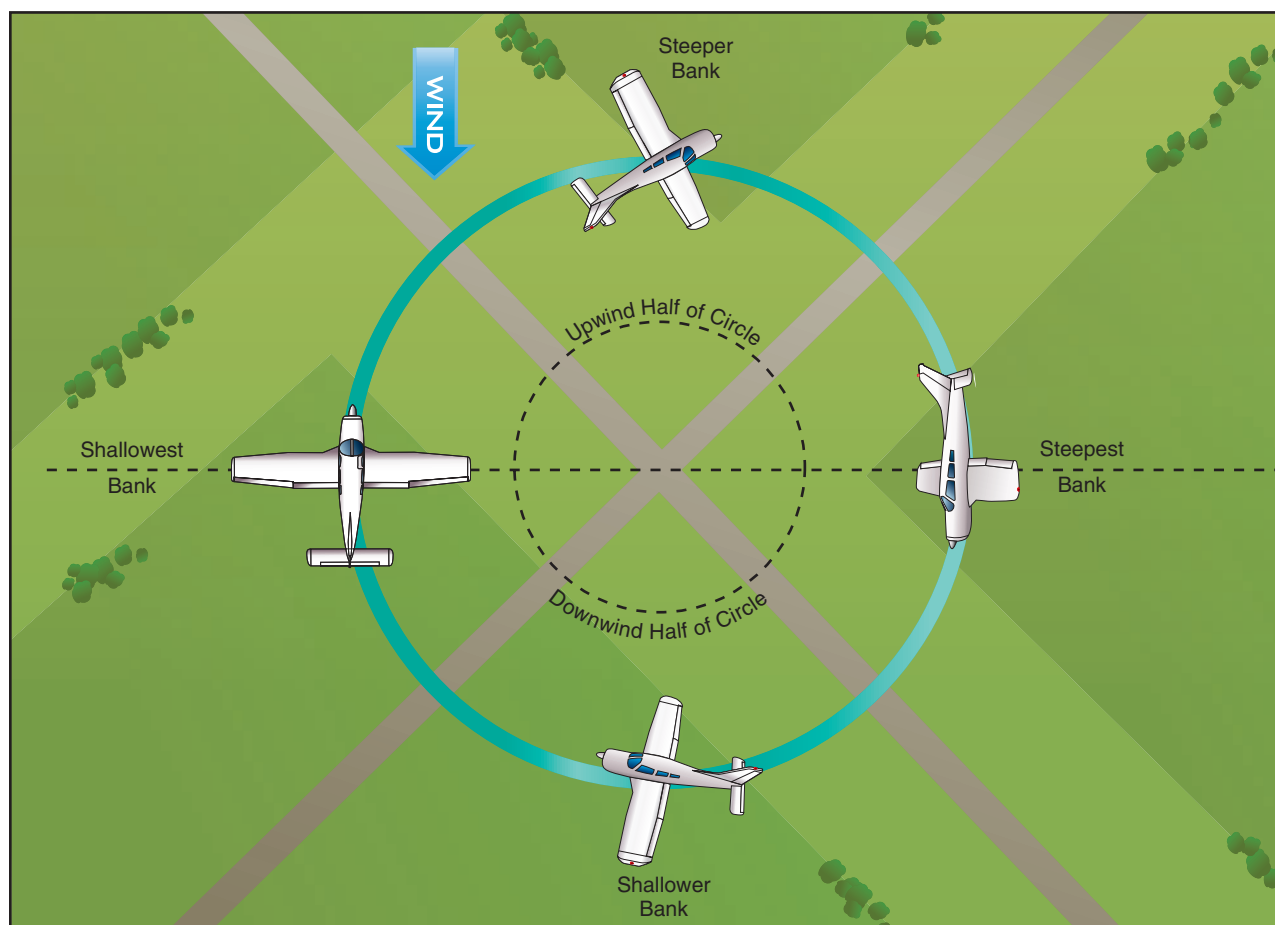 Steeper
Bank
WIND
Upwind Half of Circle
Shallowest
Bank
Steepest
Bank
Downwind Half of Circle
Shallower
Bank